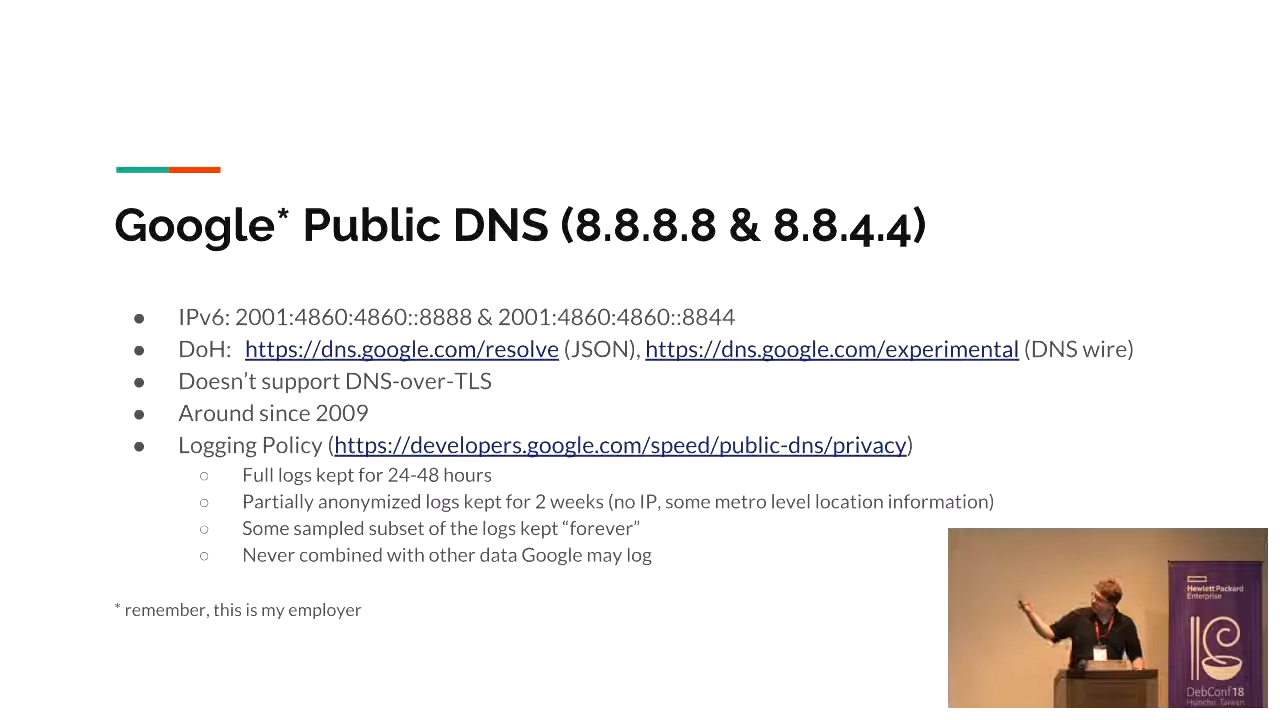 Google* Public DNS (8.8.8.8 & 8.8.4.4)
● IPv6: 2001:4860:4860::8888 & 2001:4860:4860::8844
● DoH: https://dns.google.com/resolve (JSON), https://dns.google.com/experimental (DNS wire)
● Doesn’t support DNS-over-TLS
● Around since 2009
● Logging Policy (https://developers.google.com/speed/public-dns/privacy)
○ Full logs kept for 24-48 hours
○ Partially anonymized logs kept for 2 weeks (no IP, some metro level location information)
○ Some sampled subset of the logs kept “forever”
○ Never combined with other data Google may log
* remember, this is my employer
Hewlett Packard
Enterprise
DebConf18
Hsinchu, Taiwan